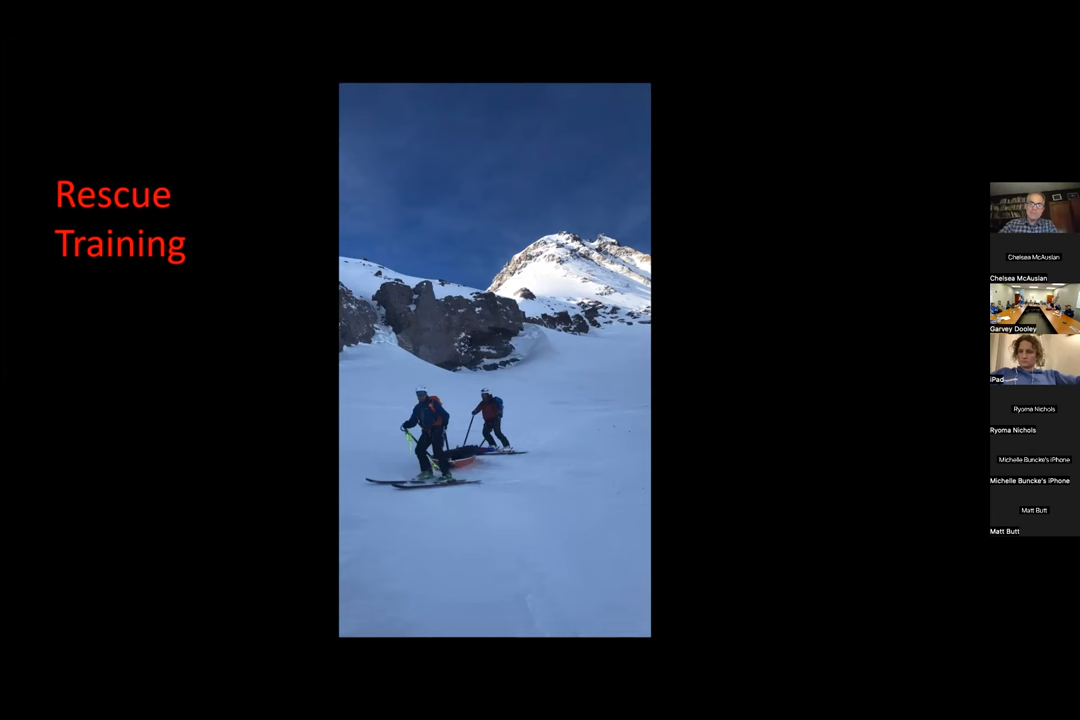 Rescue
Training
Chelsea McAuslan
Chelsea McAuslan
Garvey Dooley
iPad
Ryoma Nichols
Ryoma Nichols
Michelle Buncke's iPhone
Michelle Buncke's iPhone
Matt Butt
Matt Butt